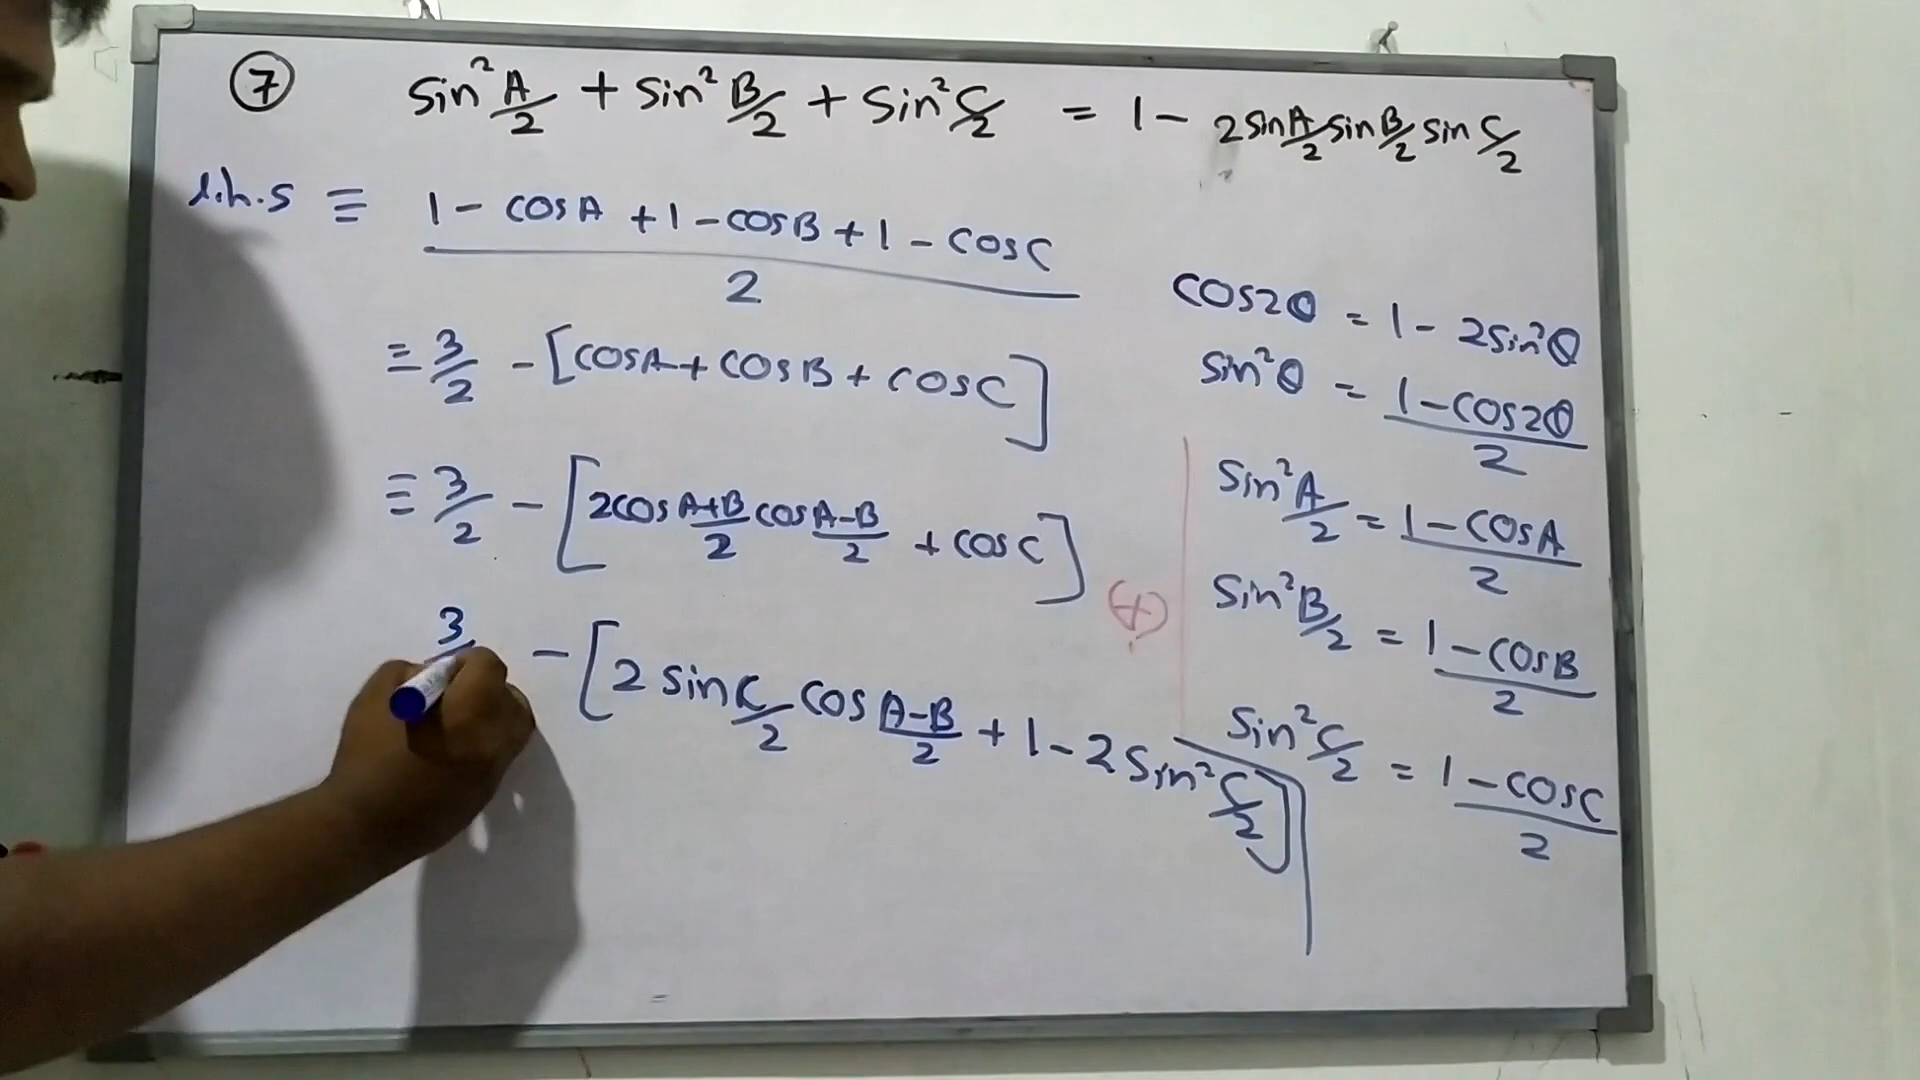 ⑦ sin²A/2 + sin²B/2 + sin²C/2 = 1 - 2sinA/2 sinB/2 sinC/2
l.h.s ≡ (1 - cosA + 1 - cosB + 1 - cosC)/2
≡ 3/2 - [cosA + cosB + cosC]
≡ 3/2 - [2cos (A+B)/2 cos (A-B)/2 + cosC]
3 - [2 sin C/2 cos (A-B)/2 + 1 - 2sin²C/2]
cos2θ = 1 - 2sin²θ
sin²θ = (1 - cos2θ)/2
sin²A/2 = (1 - cosA)/2
sin²B/2 = (1 - cosB)/2
sin²C/2 = (1 - cosC)/2
(+)